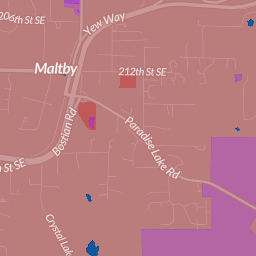 206th St SE
Yew Way
Maltby
212th St SE
Bostian Rd
Paradise Lake Rd
h St SE
Crystal Lake